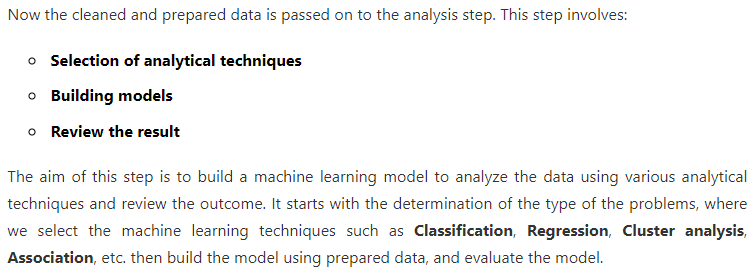 Now the cleaned and prepared data is passed on to the analysis step. This step involves:
Selection of analytical techniques
Building models
Review the result
The aim of this step is to build a machine learning model to analyze the data using various analytical
techniques and review the outcome. It starts with the determination of the type of the problems, where
we select the machine learning techniques such as Classification, Regression, Cluster analysis,
Association, etc. then build the model using prepared data, and evaluate the model.